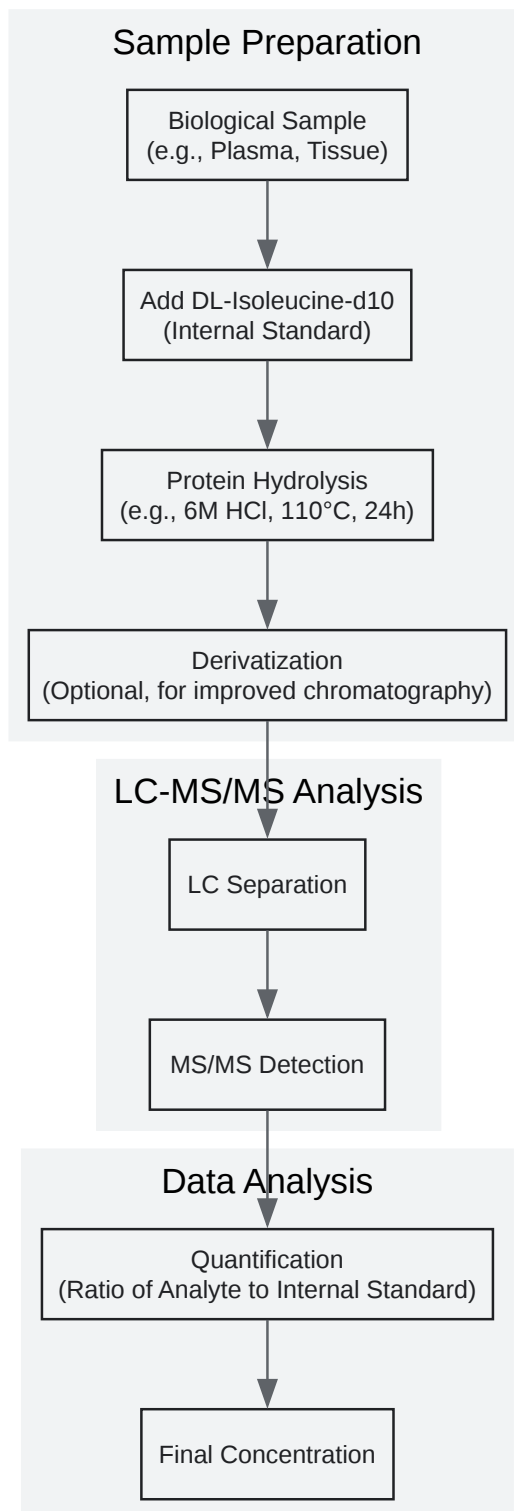 Sample Preparation
Biological Sample
(e.g., Plasma, Tissue)
Add DL-Isoleucine-d10
(Internal Standard)
Protein Hydrolysis
(e.g., 6M HCl, 110°C, 24h)
Derivatization
(Optional, for improved chromatography)
LC-MS/MS Analysis
LC Separation
MS/MS Detection
Data Analysis
Quantification
(Ratio of Analyte to Internal Standard)
Final Concentration